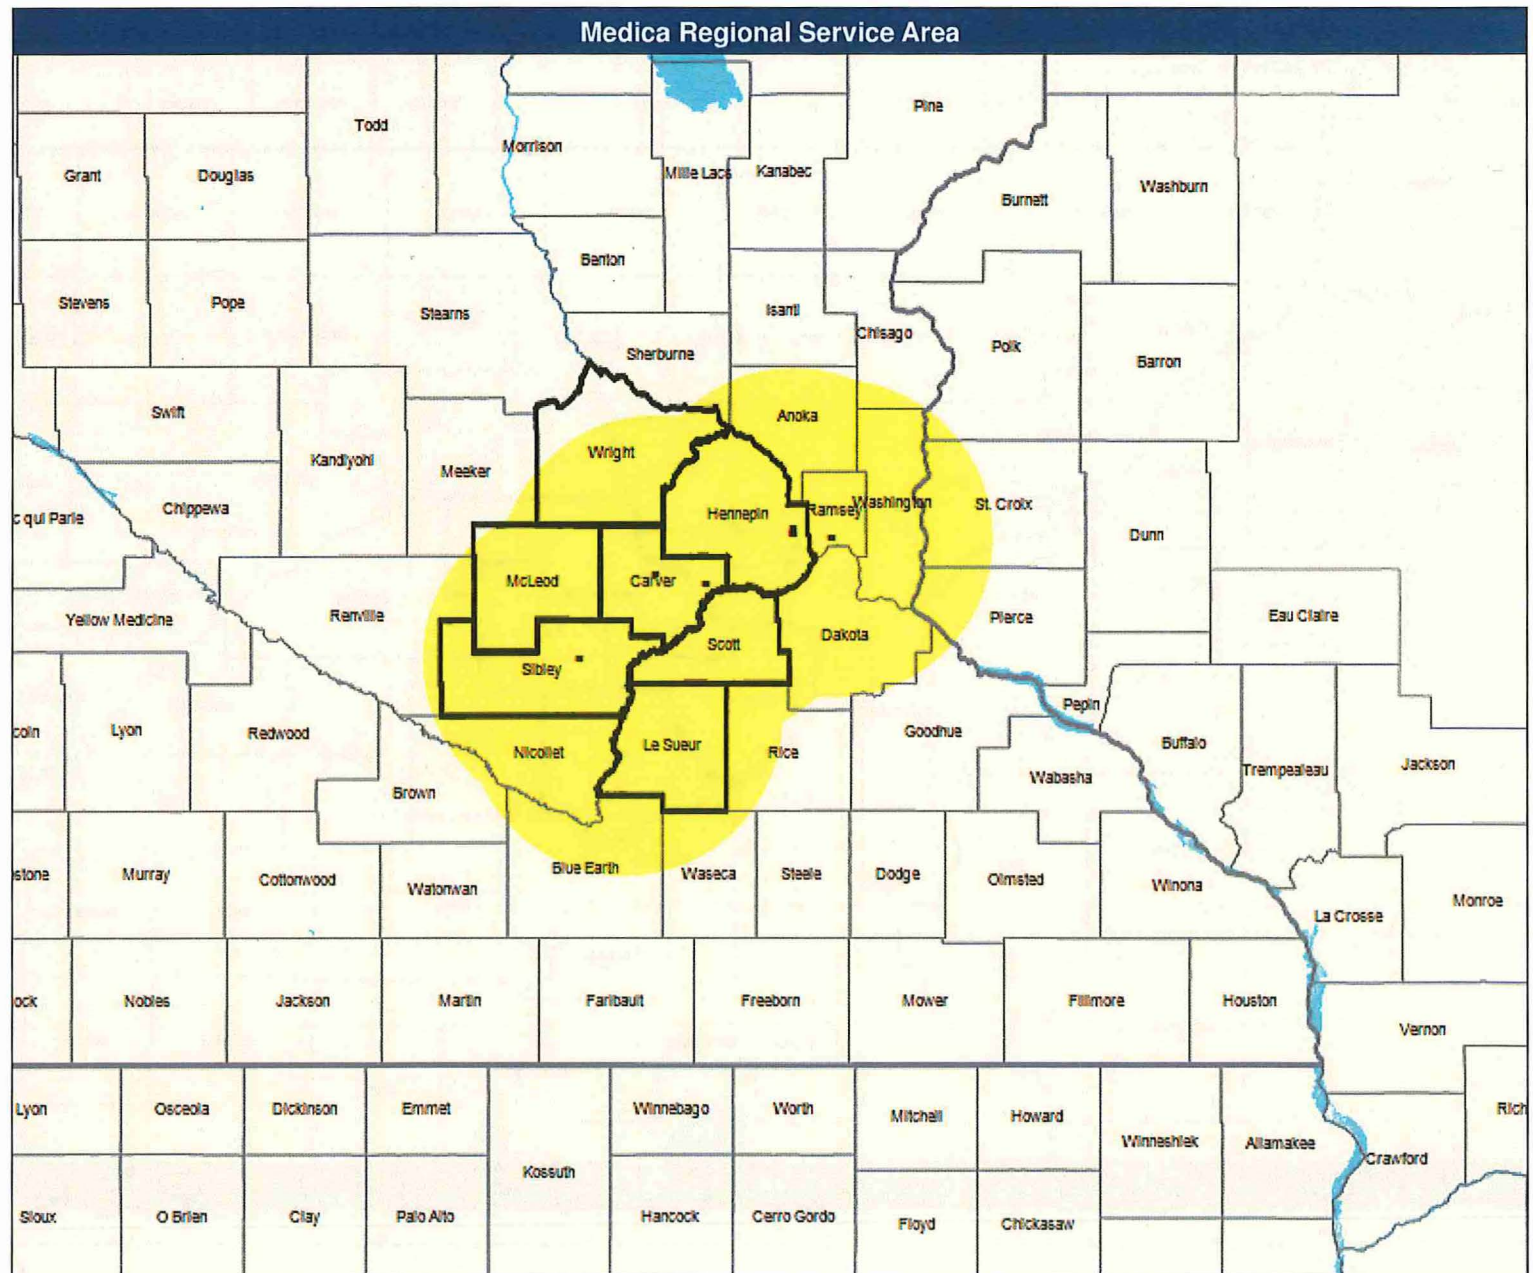 Medica Regional Service Area
Pine
Todd
Morrison
Grant
Douglas
Mille Lacs
Kanabec
Washburn
Burnett
Benton
Stevens
Pope
Stearns
Isanti
Chisago
Polk
Sherburne
Barron
Swift
Anoka
Wright
Kandiyohi
Meeker
Chippewa
c qui Parle
Hennepin
Ramsey
Washington
St. Croix
Dunn
McLeod
Carver
Yellow Medicine
Renville
Pierce
Eau Claire
Dakota
Scott
Sibley
Pepin
coln
Lyon
Redwood
Nicollet
Le Sueur
Rice
Goodhue
Buffalo
Trempealeau
Jackson
Wabasha
Brown
stone
Murray
Cottonwood
Watonwan
Blue Earth
Waseca
Steele
Dodge
Olmsted
Winona
La Crosse
Monroe
ock
Nobles
Jackson
Martin
Faribault
Freeborn
Mower
Fillmore
Houston
Vernon
Lyon
Osceola
Dickinson
Emmet
Winnebago
Worth
Mitchell
Howard
Rich
Winneshiek
Allamakee
Crawford
Kossuth
Sioux
O Brien
Clay
Palo Alto
Hancock
Cerro Gordo
Floyd
Chickasaw